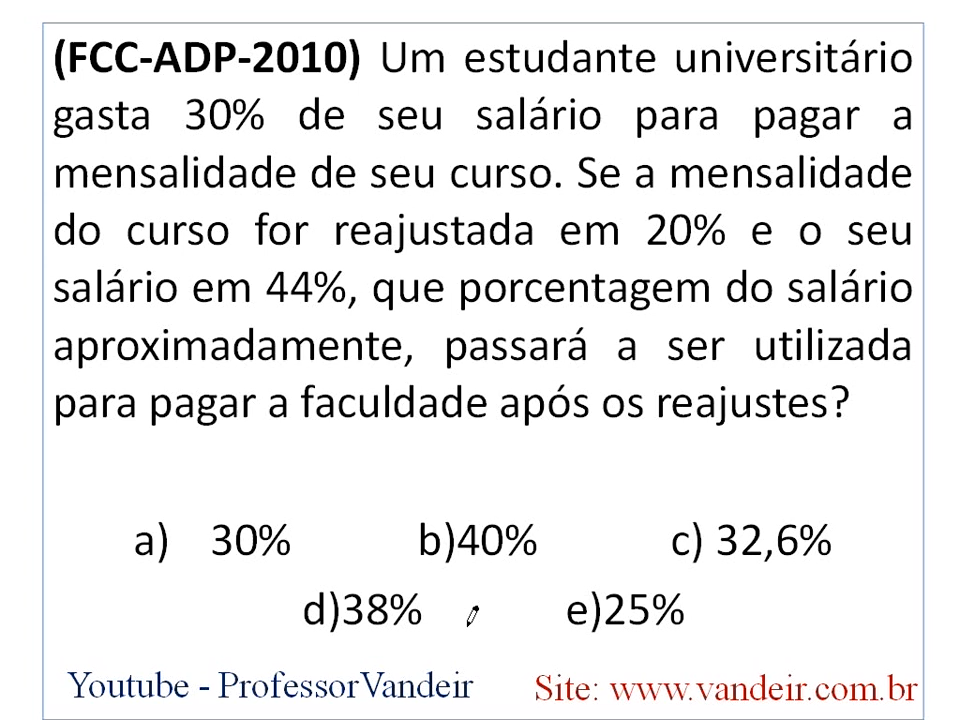 (FCC-ADP-2010) Um estudante universitário
gasta 30% de seu salário para pagar a
mensalidade de seu curso. Se a mensalidade
do curso for reajustada em 20% e o seu
salário em 44%, que porcentagem do salário
aproximadamente, passará a ser utilizada
para pagar a faculdade após os reajustes?
a) 30% b)40% c) 32,6%
d)38% e)25%
Youtube - ProfessorVandeir Site: www.vandeir.com.br